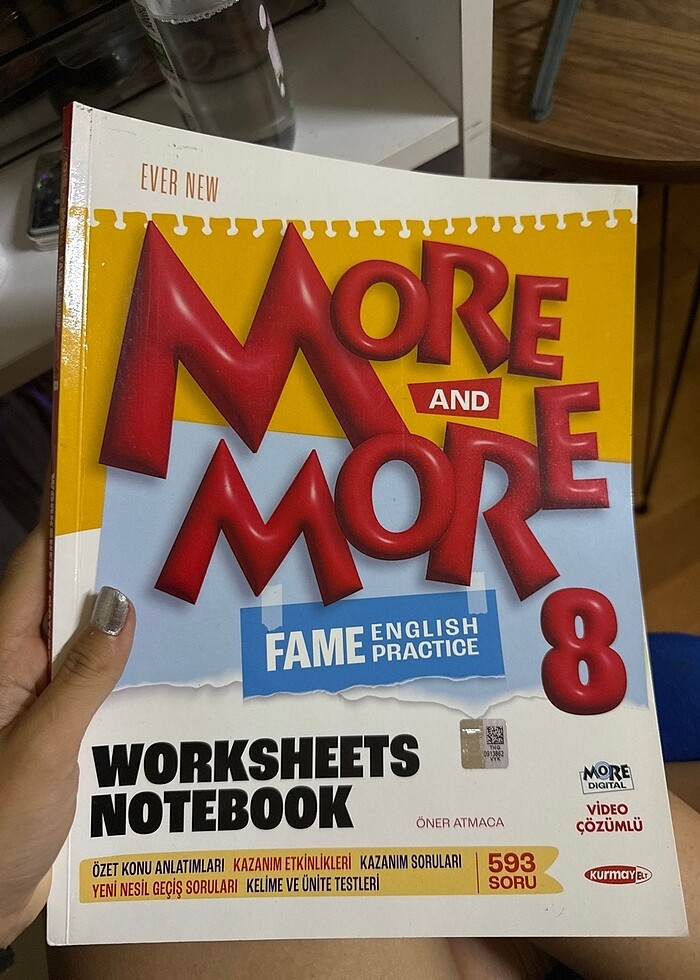 EVER NEW
MORE
AND
MORE
8
FAME ENGLISH
PRACTICE
WORKSHEETS
NOTEBOOK
ÖNER ATMACA
MORE
DIGITAL
VİDEO
ÇÖZÜMLÜ
ÖZET KONU ANLATIMLARI KAZANIM ETKİNLİKLERİ KAZANIM SORULARI
YENİ NESİL GEÇİŞ SORULARI KELİME VE ÜNİTE TESTLERİ
593
SORU
kurmay ELT